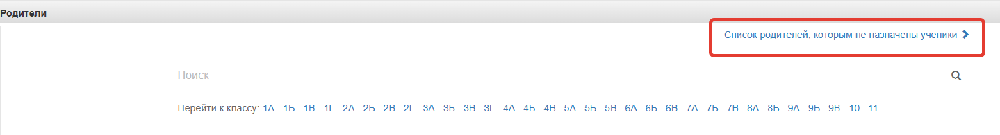 Родители
Список родителей, которым не назначены ученики
Поиск
Перейти к классу: 1А 1Б 1В 1Г 2А 2Б 2В 2Г 3А 3Б 3В 3Г 4А 4Б 4В 5А 5Б 5В 6А 6Б 6В 7А 7Б 7В 8А 8Б 9А 9Б 9В 10 11